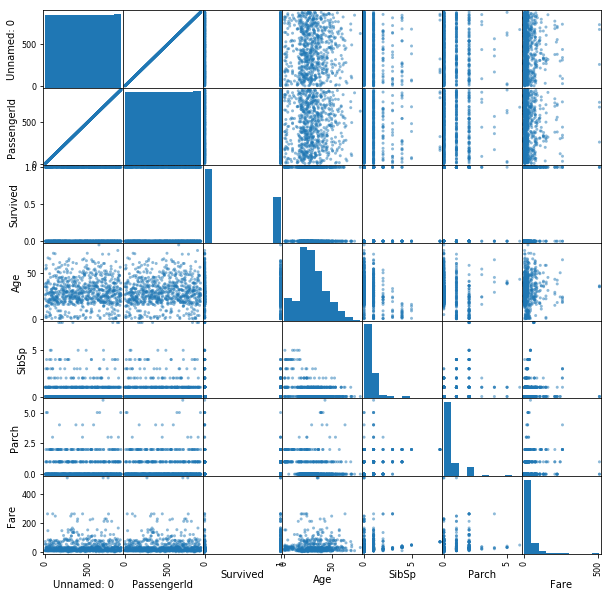 500
0
Unnamed: 0
500
0
PassengerId
1.0
0.5
0.0
Survived
50
0
Age
5
0
SibSp
5.0
2.5
0.0
Parch
400
200
0
Fare
0 500 0 500 0 1 0 50 0 5 0 5 0 500
Unnamed: 0 PassengerId Survived Age SibSp Parch Fare